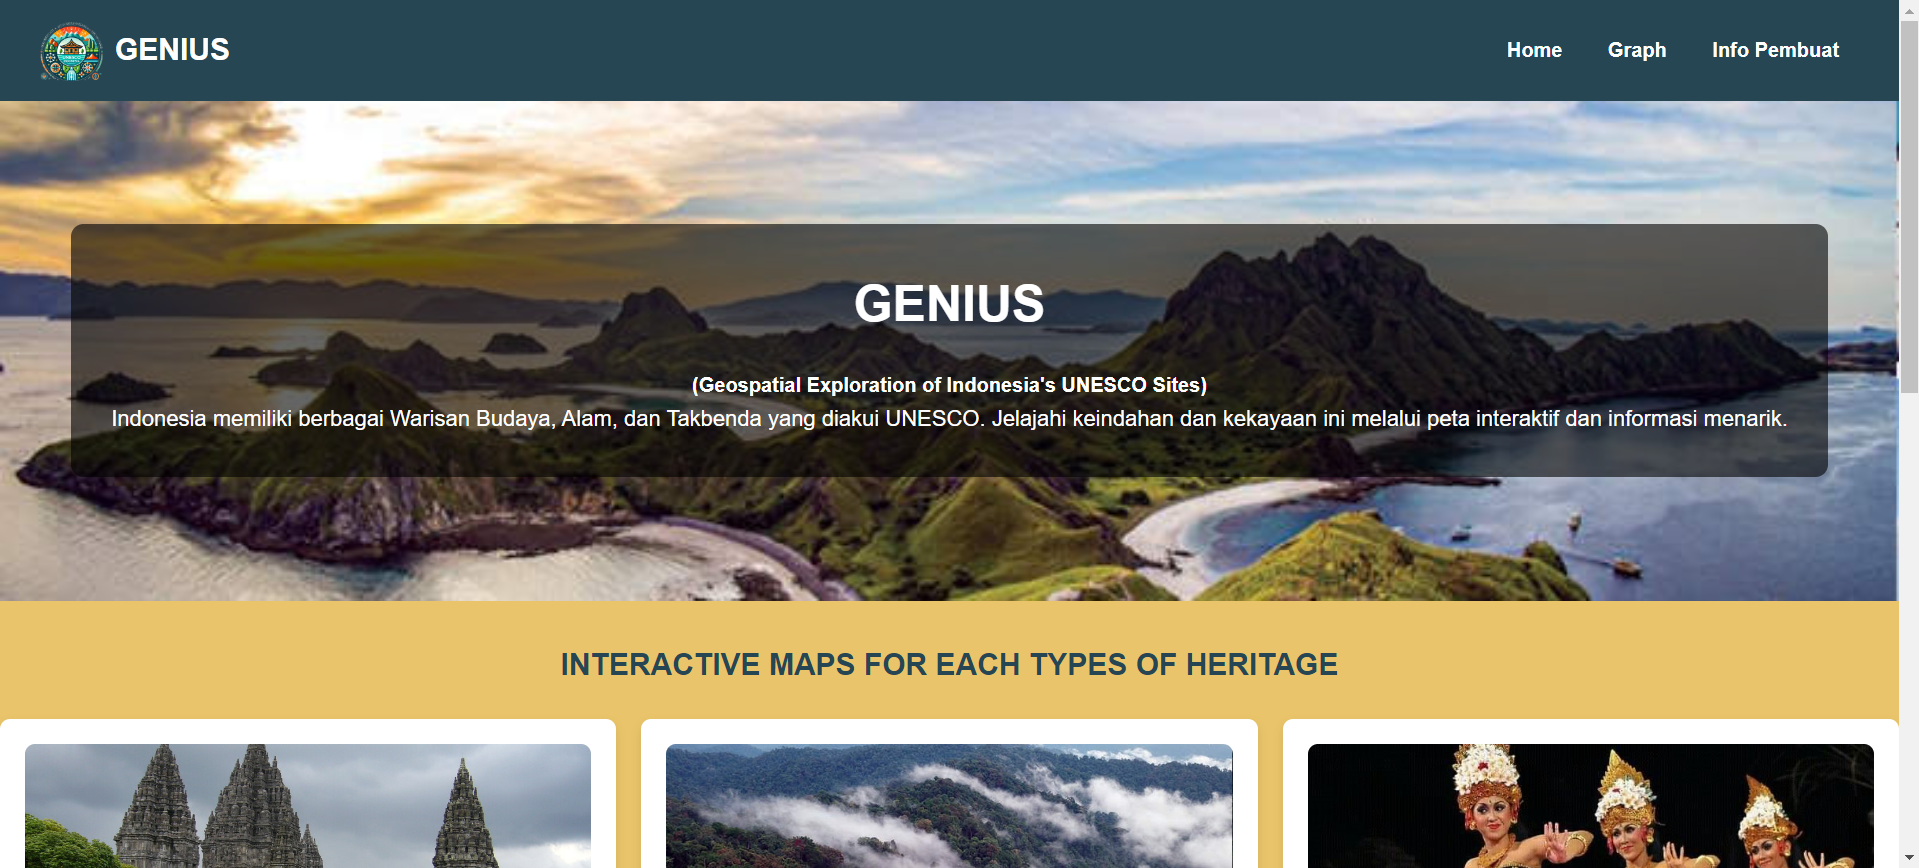 GENIUS
Home
Graph
Info Pembuat
GENIUS
(Geospatial Exploration of Indonesia's UNESCO Sites)
Indonesia memiliki berbagai Warisan Budaya, Alam, dan Takbenda yang diakui UNESCO. Jelajahi keindahan dan kekayaan ini melalui peta interaktif dan informasi menarik.
INTERACTIVE MAPS FOR EACH TYPES OF HERITAGE